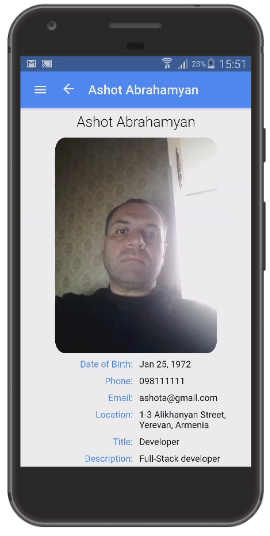 23% 15:51
Ashot Abrahamyan
Ashot Abrahamyan
Date of Birth: Jan 25, 1972
Phone: 098111111
Email: ashota@gmail.com
Location: 1-3 Alikhanyan Street,
Yerevan, Armenia
Title: Developer
Description: Full-Stack developer